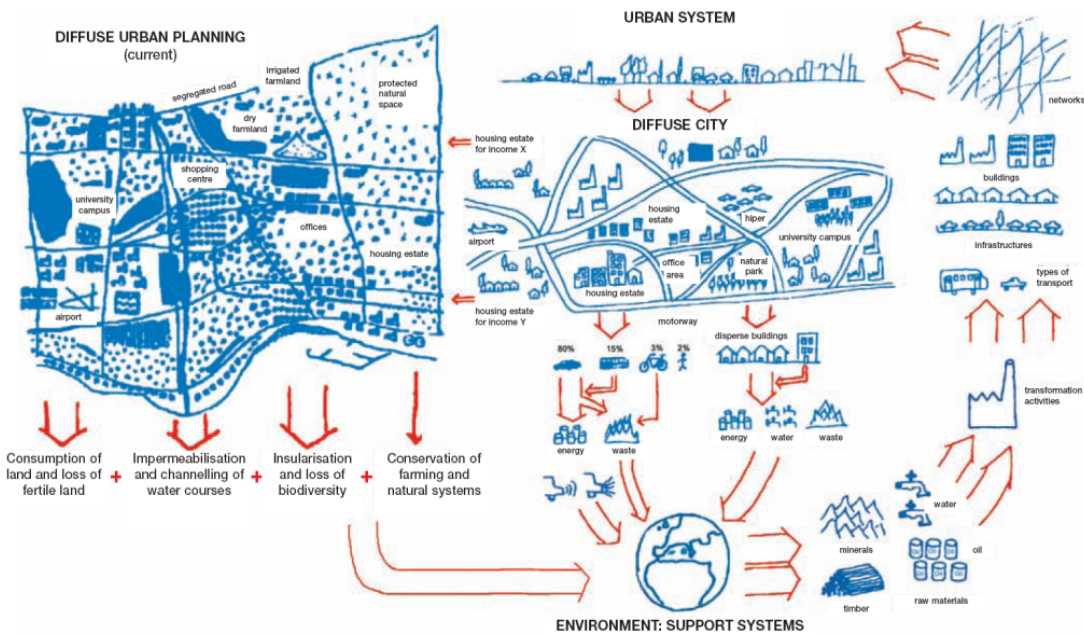 DIFFUSE URBAN PLANNING
(current)
segregated road
irrigated
farmland
dry
farmland
protected
natural
space
shopping
centre
university
campus
offices
housing estate
airport
housing estate
for income X
housing estate
for income Y
Consumption of
land and loss of
fertile land
+
Impermeabilisation
and channelling of
water courses
+
Insularisation
and loss of
biodiversity
+
Conservation of
farming and
natural systems
URBAN SYSTEM
DIFFUSE CITY
airport
housing
estate
hiper
university campus
office
area
natural
park
housing estate
motorway
80%
15%
3%
2%
disperse buildings
energy
waste
energy
water
waste
networks
buildings
infrastructures
types of
transport
transformation
activities
water
minerals
oil
timber
raw materials
ENVIRONMENT: SUPPORT SYSTEMS